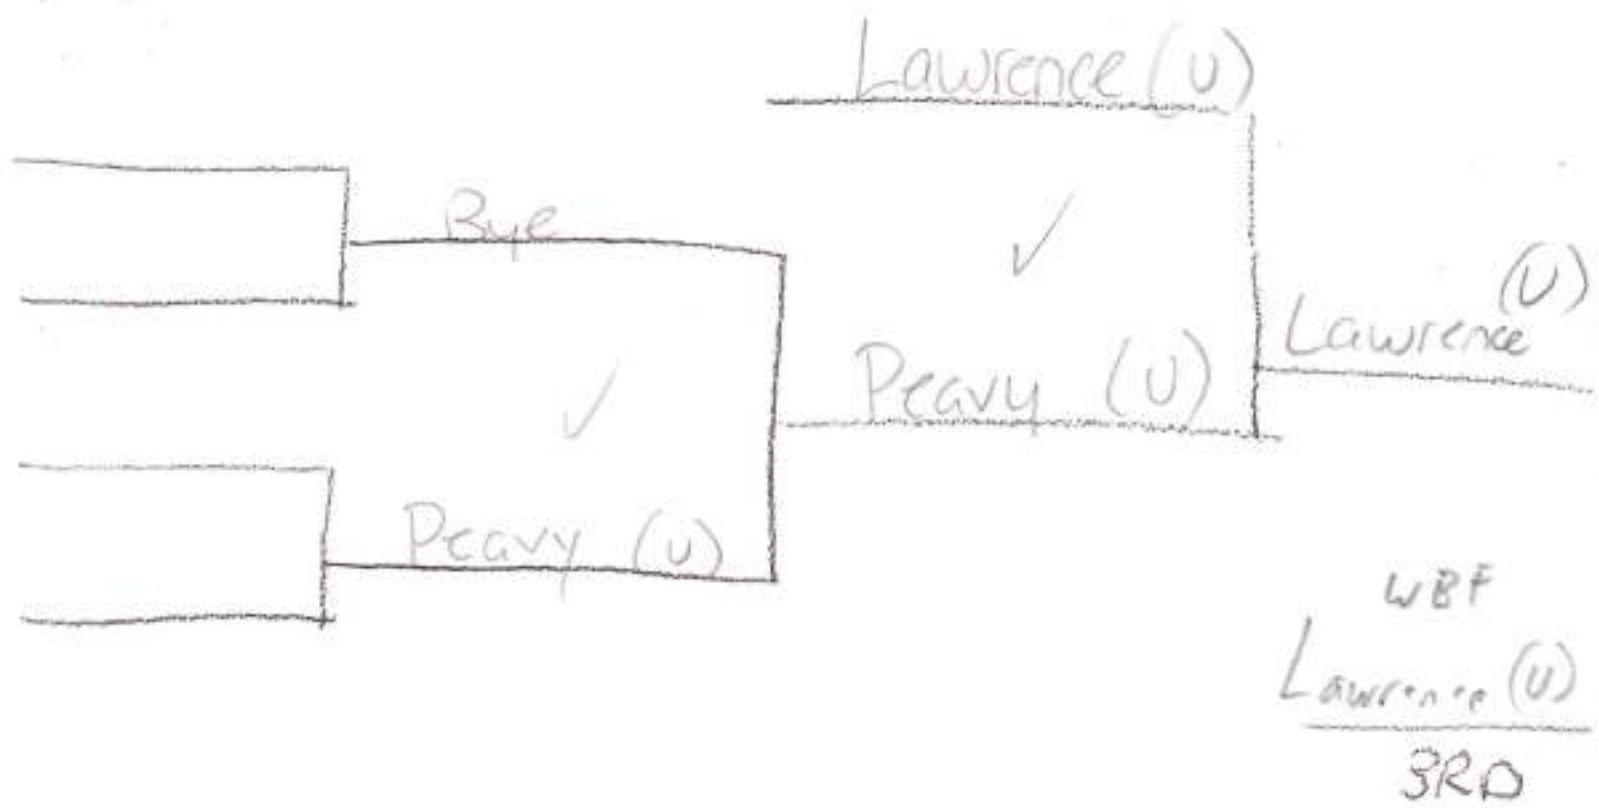 Lawrence (U)
Bye
(U)
Lawrence
Peavy (U)
Peavy (U)
WBF
Lawrence (U)
3RD